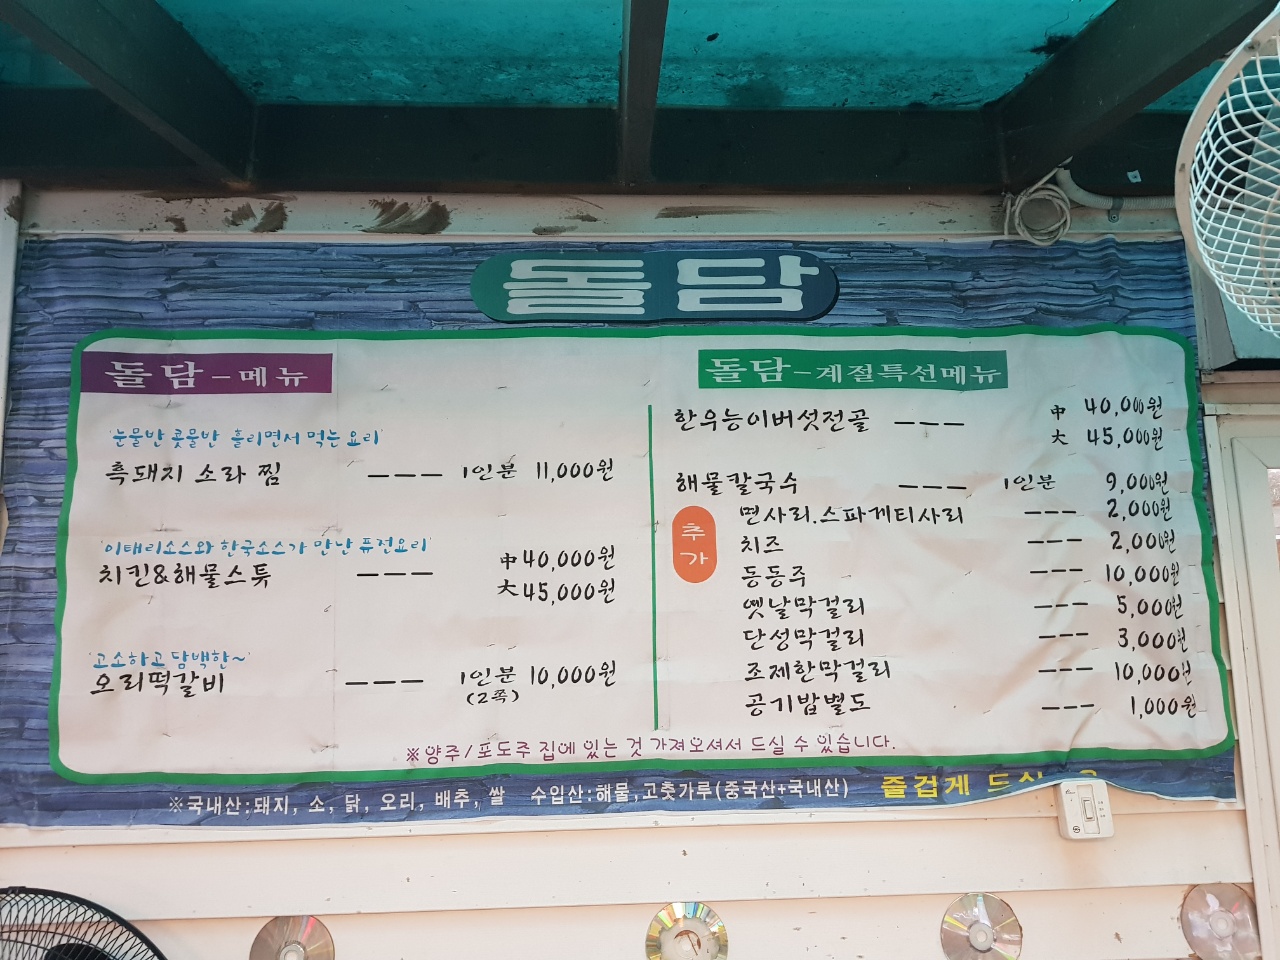 돌담
돌담-메뉴
'눈물반 콧물반 흘리면서 먹는 요리'
흑돼지 소라 찜 --- 1인분 11,000원
'이태리소스와 한국소스가 만난 퓨전요리'
치킨&해물스튜 --- 中 40,000원
大 45,000원
'고소하고 담백한~'
오리떡갈비 --- 1인분 10,000원
(2쪽)
돌담-계절특선메뉴
한우능이버섯전골 --- 中 40,000원
大 45,000원
해물칼국수 --- 1인분 9,000원
추가
면사리.스파게티사리 --- 2,000원
치즈 --- 2,000원
동동주 --- 10,000원
옛날막걸리 --- 5,000원
단성막걸리 --- 3,000원
조제한막걸리 --- 10,000원
공기밥별도 --- 1,000원
※양주/포도주 집에 있는 것 가져오셔서 드실 수 있습니다.
※국내산:돼지, 소, 닭, 오리, 배추, 쌀 수입산:해물,고춧가루(중국산+국내산) 즐겁게